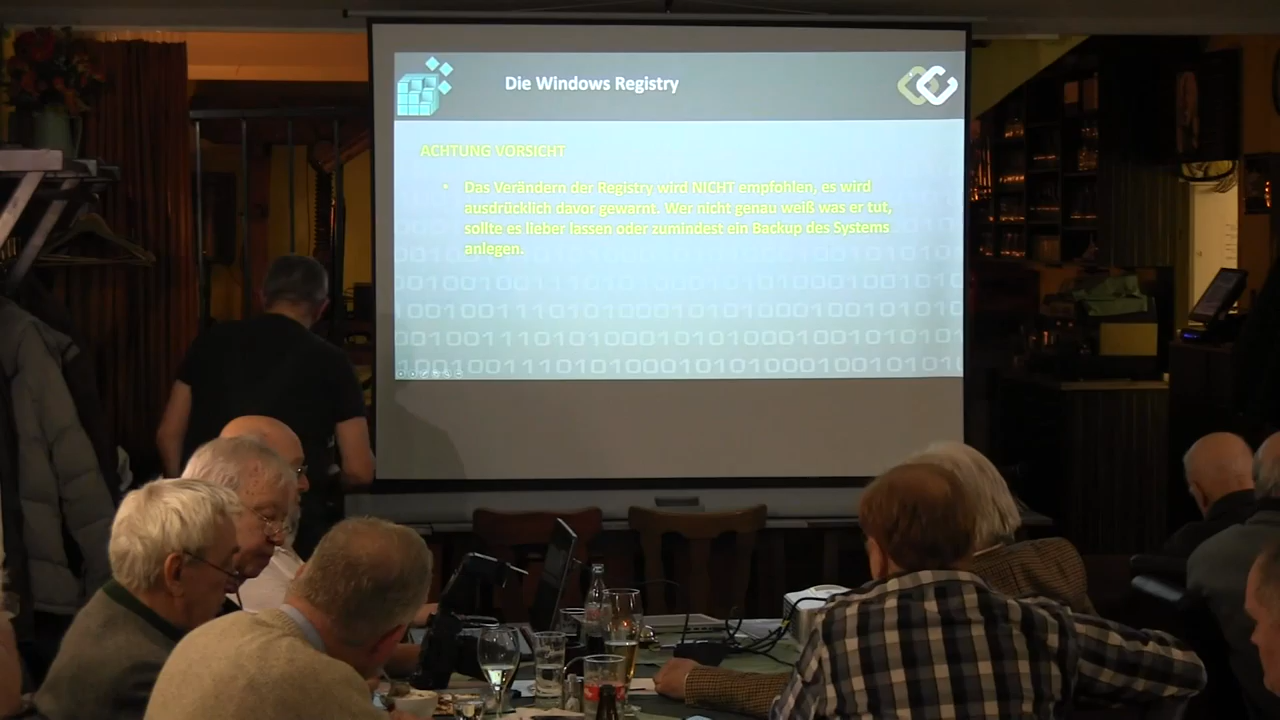 Die Windows Registry
ACHTUNG VORSICHT
• Das Verändern der Registry wird NICHT empfohlen, es wird
ausdrücklich davor gewarnt. Wer nicht genau weiß was er tut,
sollte es lieber lassen oder zumindest ein Backup des Systems
anlegen.